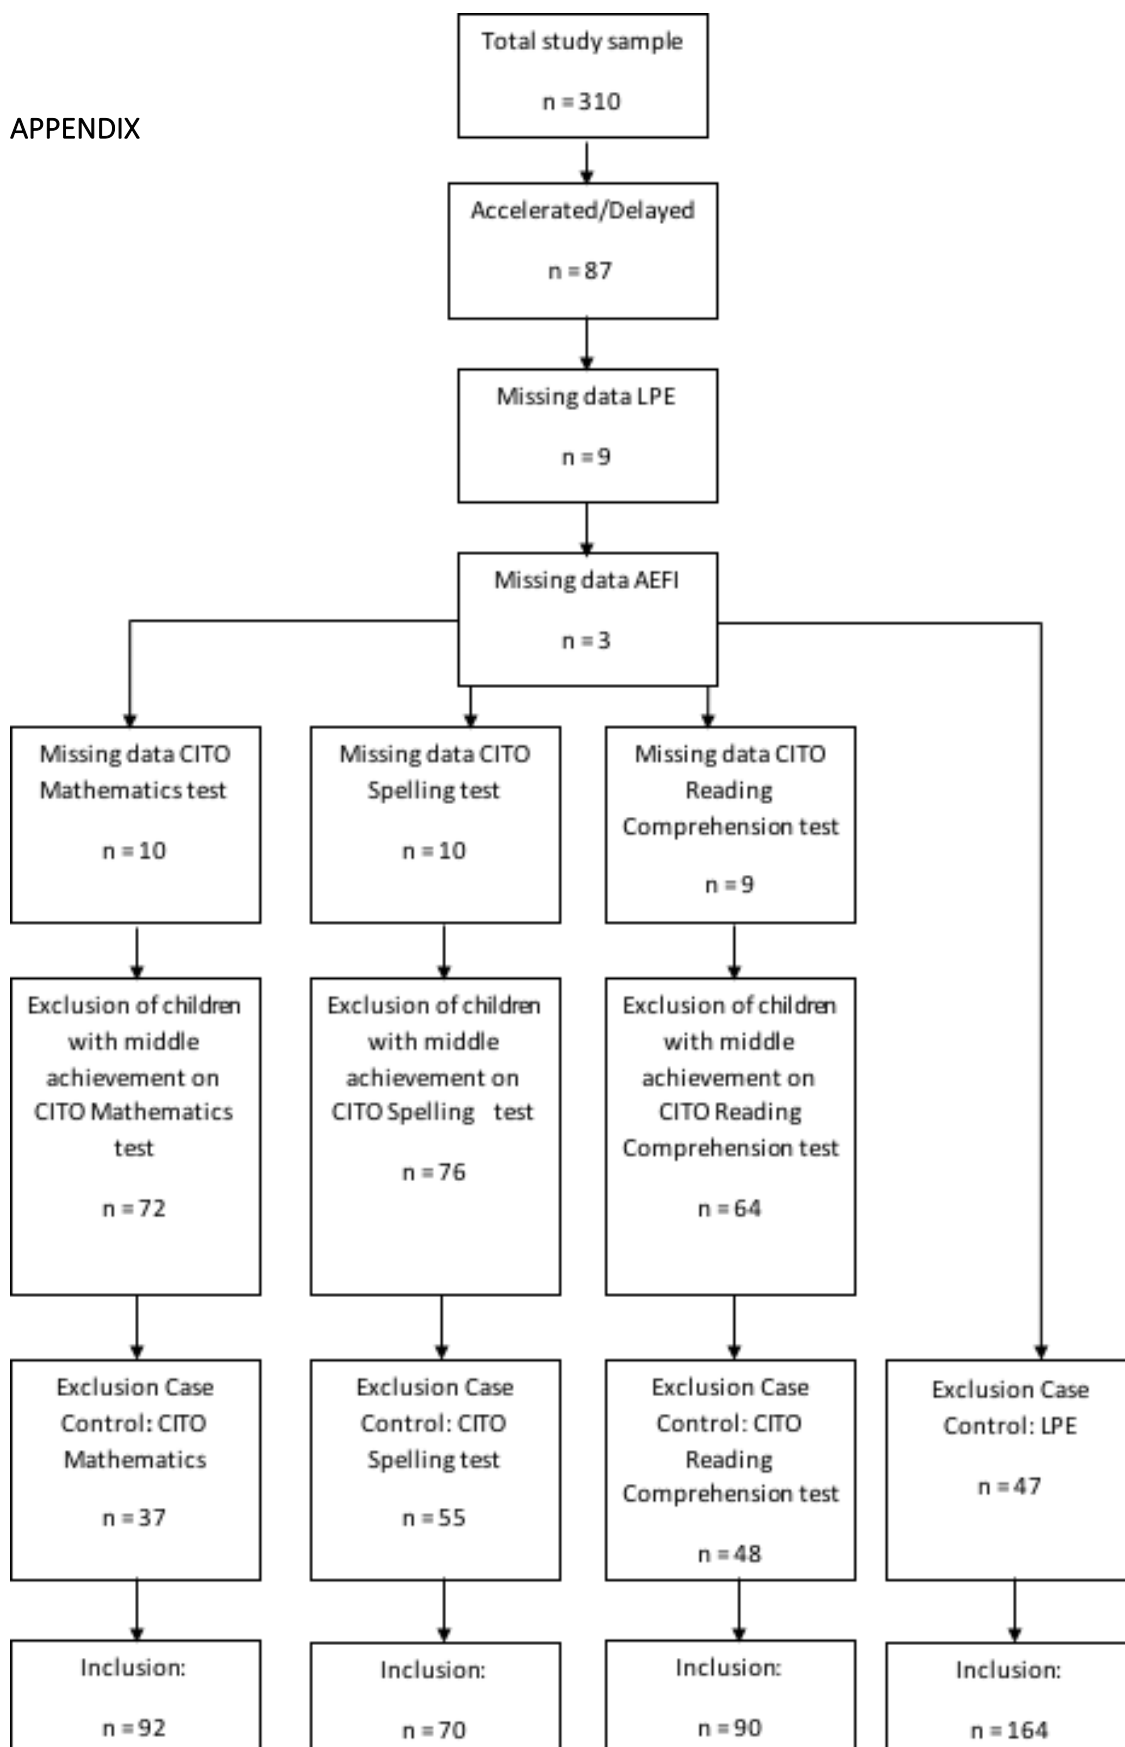 Total study sample
n = 310
APPENDIX
Accelerated/Delayed
n = 87
Missing data LPE
n = 9
Missing data AEFI
n = 3
Missing data CITO
Mathematics test
n = 10
Missing data CITO
Spelling test
n = 10
Missing data CITO
Reading
Comprehension test
n = 9
Exclusion of children
with middle
achievement on
CITO Mathematics
test
n = 72
Exclusion of children
with middle
achievement on
CITO Spelling test
n = 76
Exclusion of children
with middle
achievement on
CITO Reading
Comprehension test
n = 64
Exclusion Case
Control: CITO
Mathematics
n = 37
Exclusion Case
Control: CITO
Spelling test
n = 55
Exclusion Case
Control: CITO
Reading
Comprehension test
n = 48
Exclusion Case
Control: LPE
n = 47
Inclusion:
n = 92
Inclusion:
n = 70
Inclusion:
n = 90
Inclusion:
n = 164